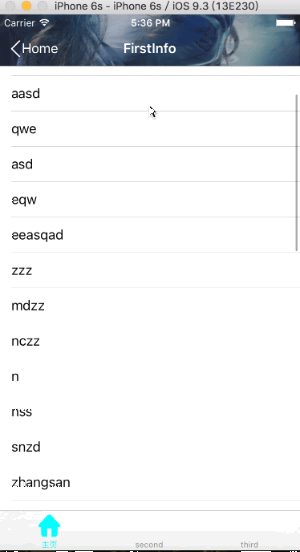 iPhone 6s - iPhone 6s / iOS 9.3 (13E230)
Carrier 5:36 PM
Home FirstInfo
aasd
qwe
asd
eqw
eeasqad
zzz
mdzz
nczz
n
nss
snzd
zhangsan
主页 second third